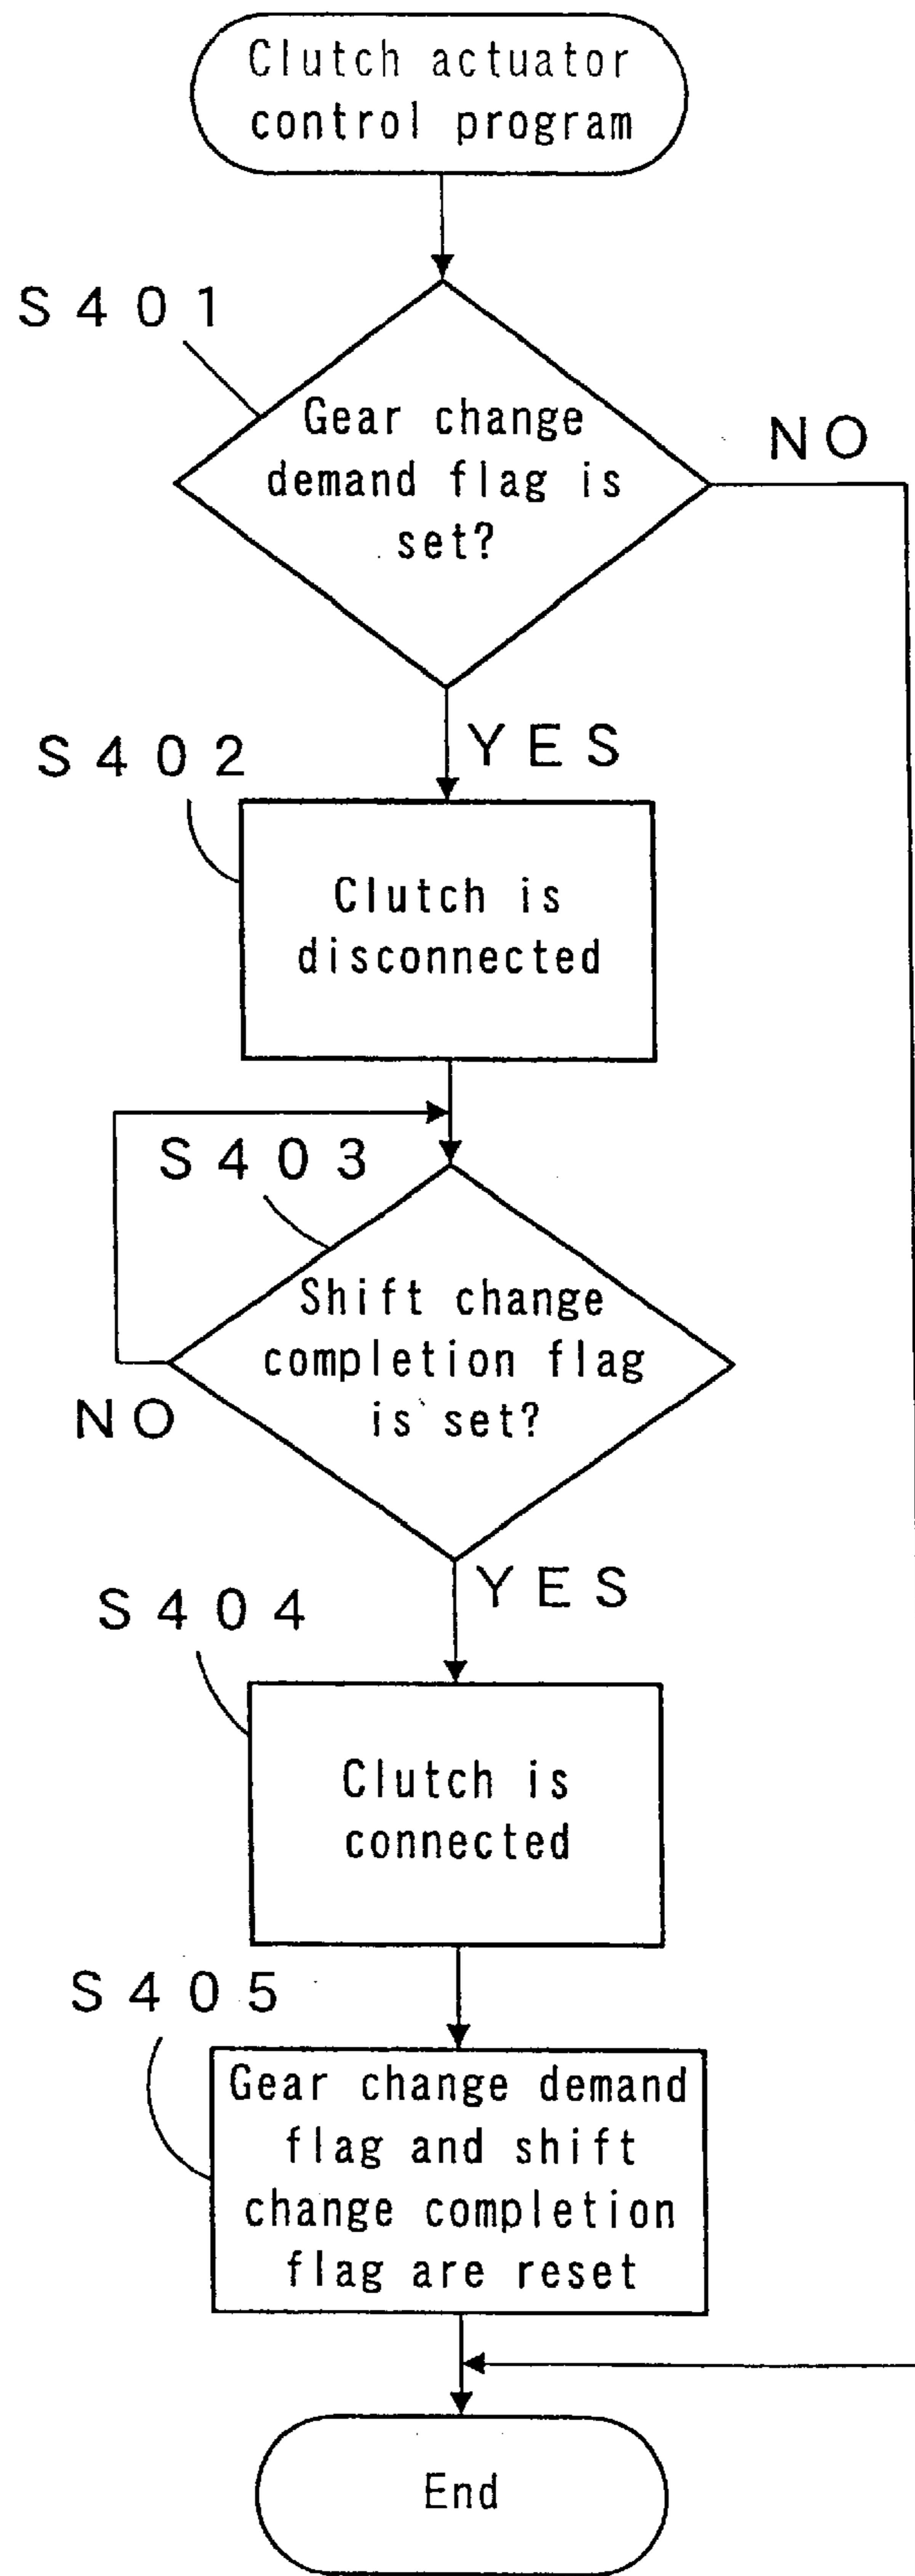 Clutch actuator
control program
S401
Gear change
demand flag is
set?
NO
YES
S402
Clutch is
disconnected
S403
Shift change
completion flag
is set?
NO
YES
S404
Clutch is
connected
S405
Gear change demand
flag and shift
change completion
flag are reset
End